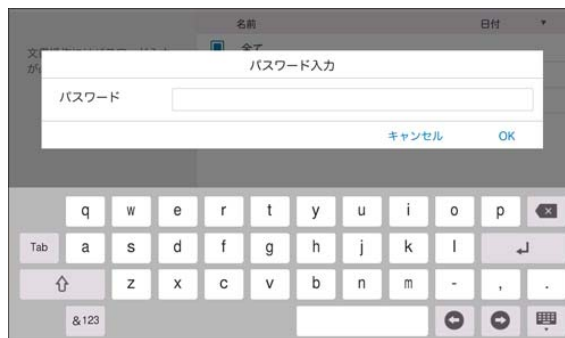 名前 日付 ▼
全て
パスワード入力
パスワード
キャンセル OK
q w e r t y u i o p
Tab a s d f g h j k l
z x c v b n m - , .
&123